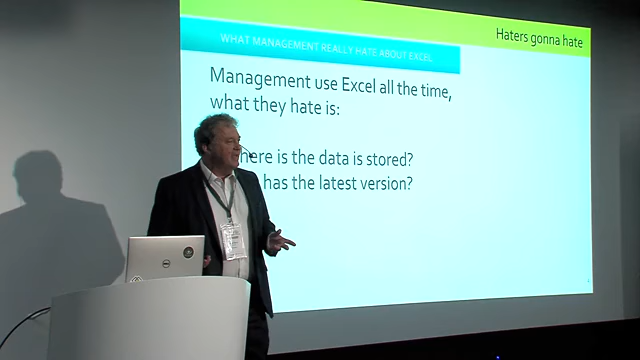 Haters gonna hate
WHAT MANAGEMENT REALLY HATE ABOUT EXCEL
Management use Excel all the time,
what they hate is:
here is the data is stored?
has the latest version?
DELL